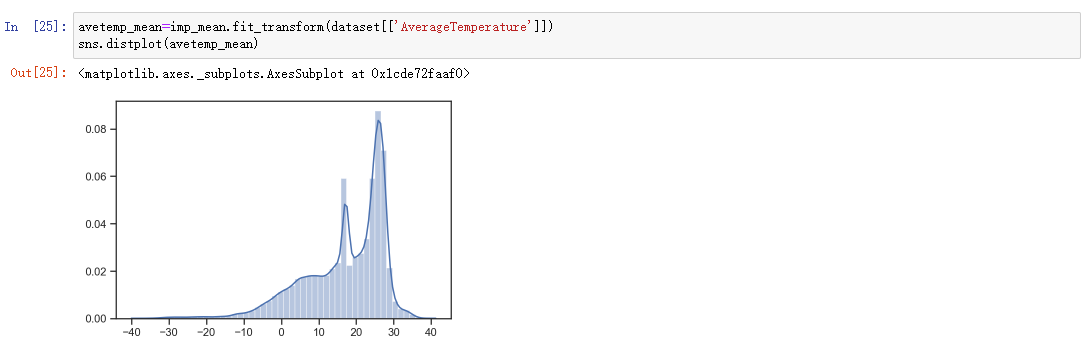 In [25]: avetemp_mean=imp_mean.fit_transform(dataset[['AverageTemperature']])
sns.distplot(avetemp_mean)
Out[25]: <matplotlib.axes._subplots.AxesSubplot at 0x1cde72faaf0>
0.08
0.06
0.04
0.02
0.00
−40 −30 −20 −10 0 10 20 30 40